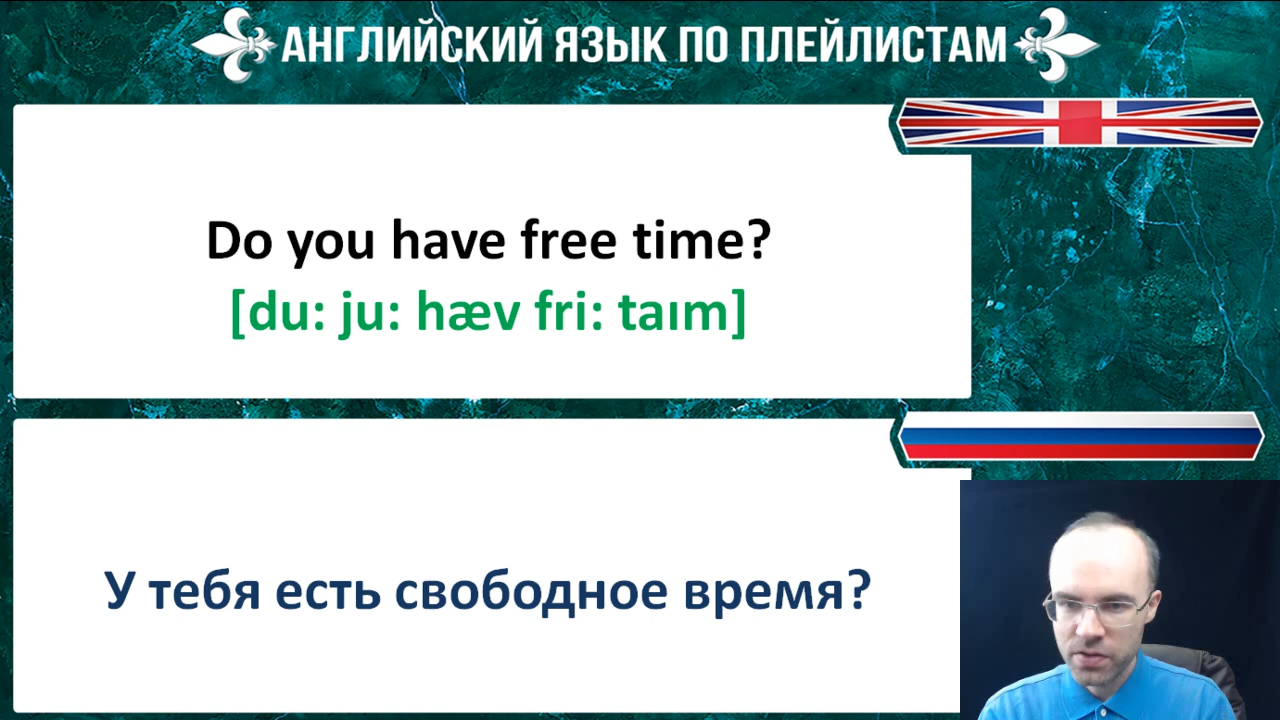 АНГЛИЙСКИЙ ЯЗЫК ПО ПЛЕЙЛИСТАМ
Do you have free time?
[du: ju: hæv fri: taɪm]
У тебя есть свободное время?